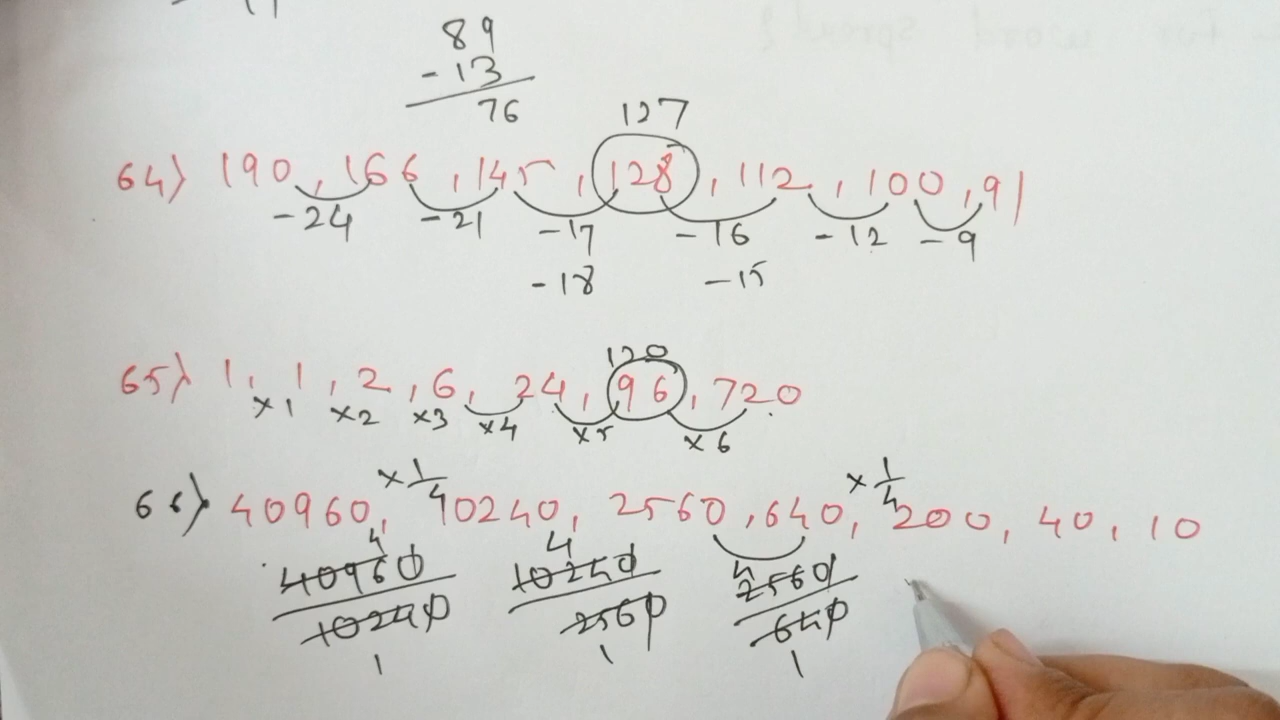 89
- 13
76
127
64) 190, 166, 145, 128, 112, 100, 91
-24 -21 -17 -16 -12 -9
-18 -15
120
65) 1, 1, 2, 6, 24, 96, 720
×1 ×2 ×3 ×4 ×5 ×6
×1/4 ×1/4
66) 40960, 10240, 2560, 640, 200, 40, 10
4 4 4
40960 10240 2560
10240 2560 640
1 1 1